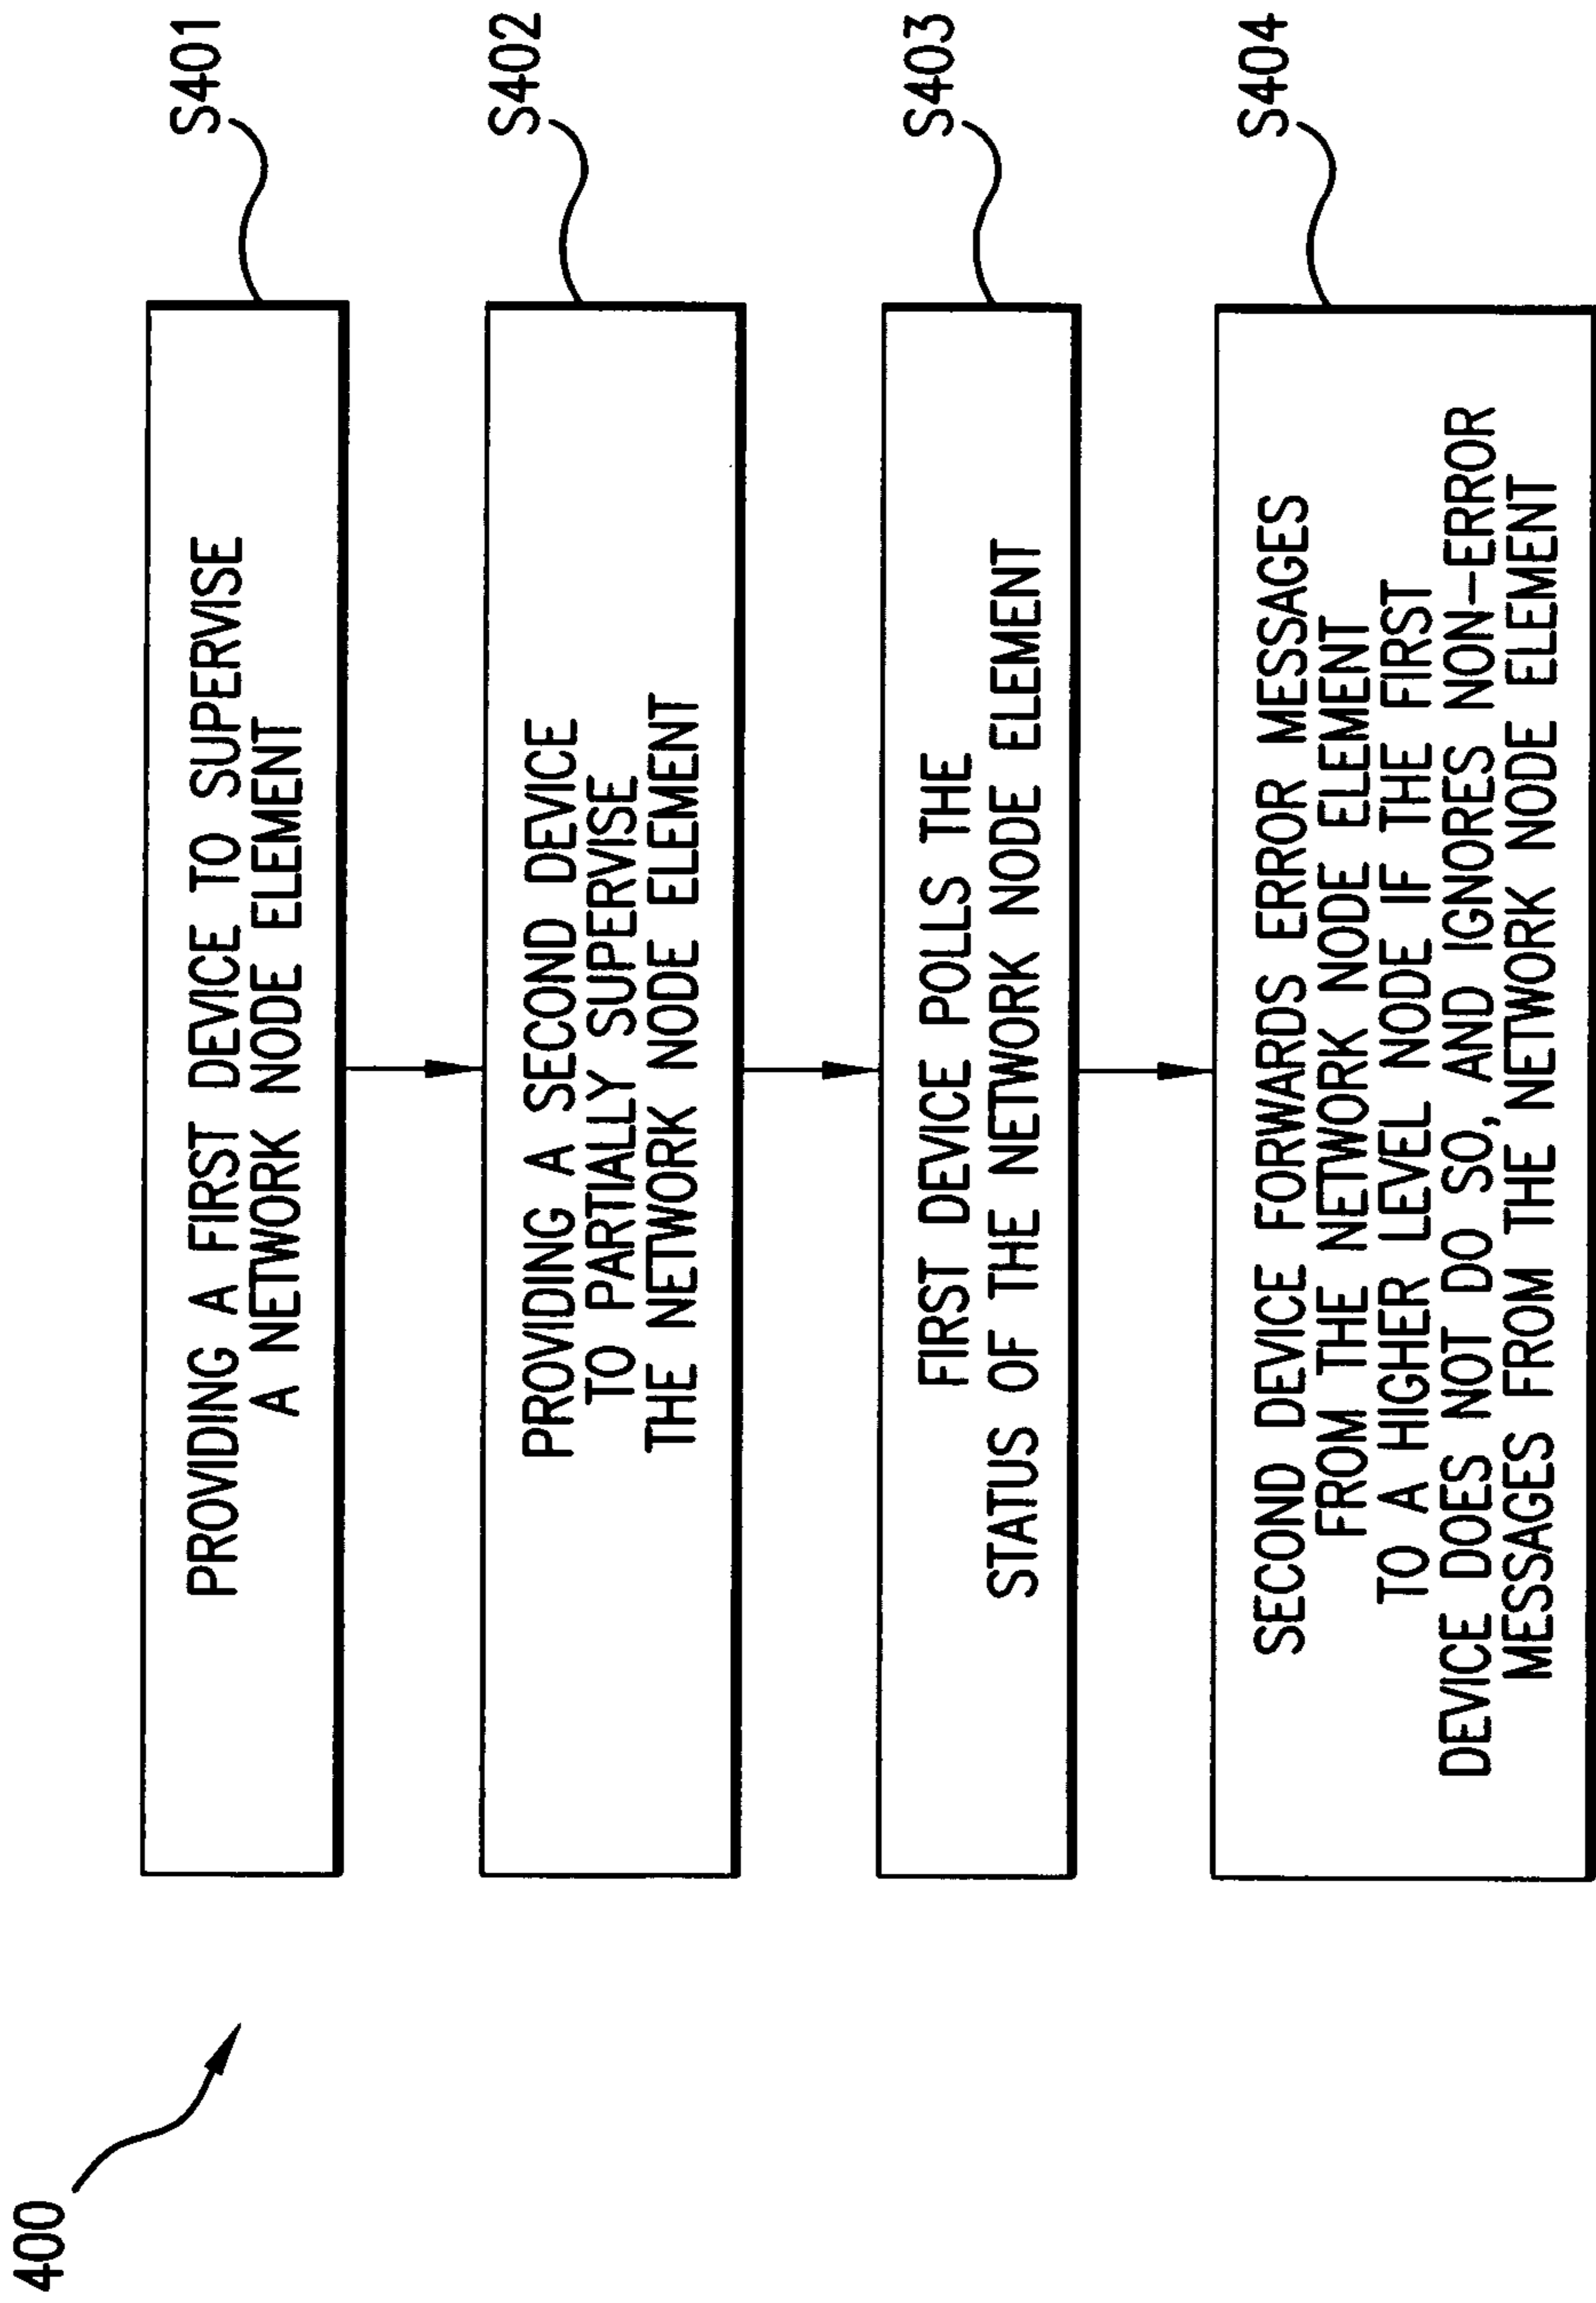 400
PROVIDING A FIRST DEVICE TO SUPERVISE
A NETWORK NODE ELEMENT
S401
PROVIDING A SECOND DEVICE
TO PARTIALLY SUPERVISE
THE NETWORK NODE ELEMENT
S402
FIRST DEVICE POLLS THE
STATUS OF THE NETWORK NODE ELEMENT
S403
SECOND DEVICE FORWARDS ERROR MESSAGES
FROM THE NETWORK NODE ELEMENT
TO A HIGHER LEVEL NODE IF THE FIRST
DEVICE DOES NOT DO SO, AND IGNORES NON-ERROR
MESSAGES FROM THE NETWORK NODE ELEMENT
S404